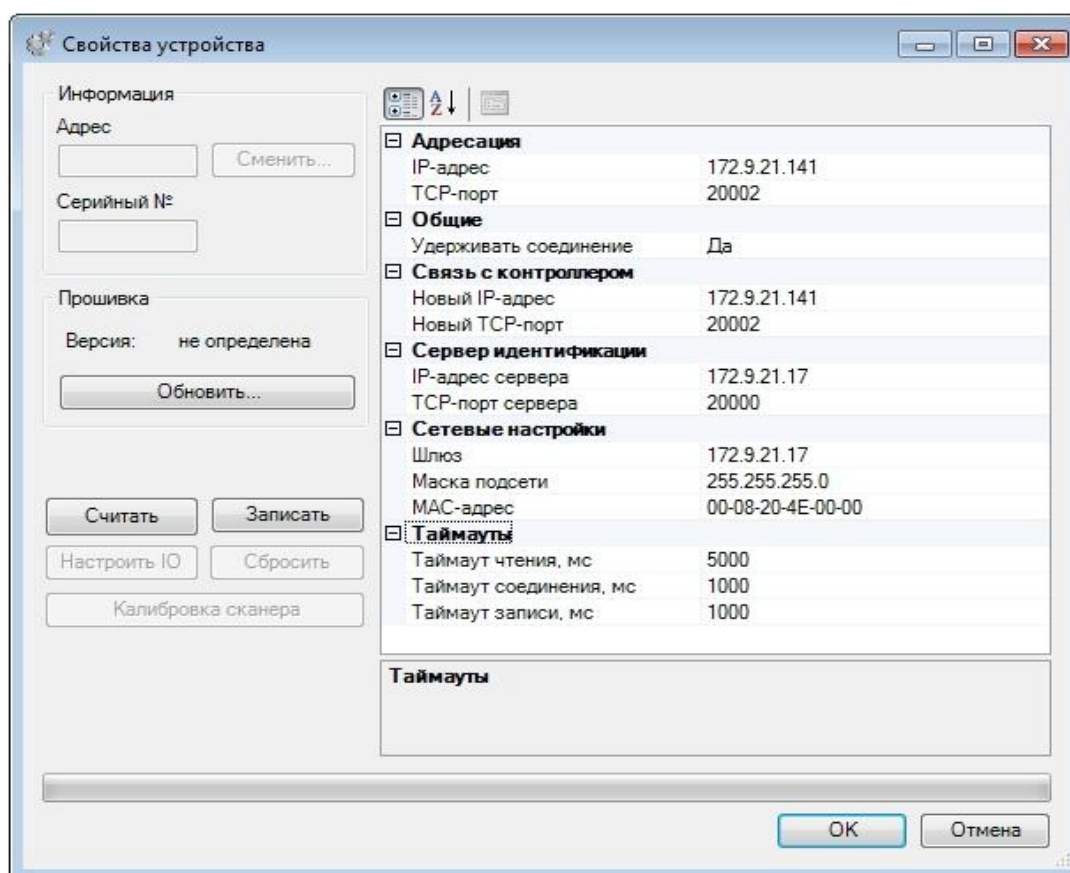 Свойства устройства
Информация
Адрес
Сменить...
Серийный №
Прошивка
Версия: не определена
Обновить...
Считать Записать
Настроить IO Сбросить
Калибровка сканера
Адресация
IP-адрес 172.9.21.141
TCP-порт 20002
Общие
Удерживать соединение Да
Связь с контроллером
Новый IP-адрес 172.9.21.141
Новый TCP-порт 20002
Сервер идентификации
IP-адрес сервера 172.9.21.17
TCP-порт сервера 20000
Сетевые настройки
Шлюз 172.9.21.17
Маска подсети 255.255.255.0
MAC-адрес 00-08-20-4E-00-00
Таймауты
Таймаут чтения, мс 5000
Таймаут соединения, мс 1000
Таймаут записи, мс 1000
Таймауты
OK Отмена